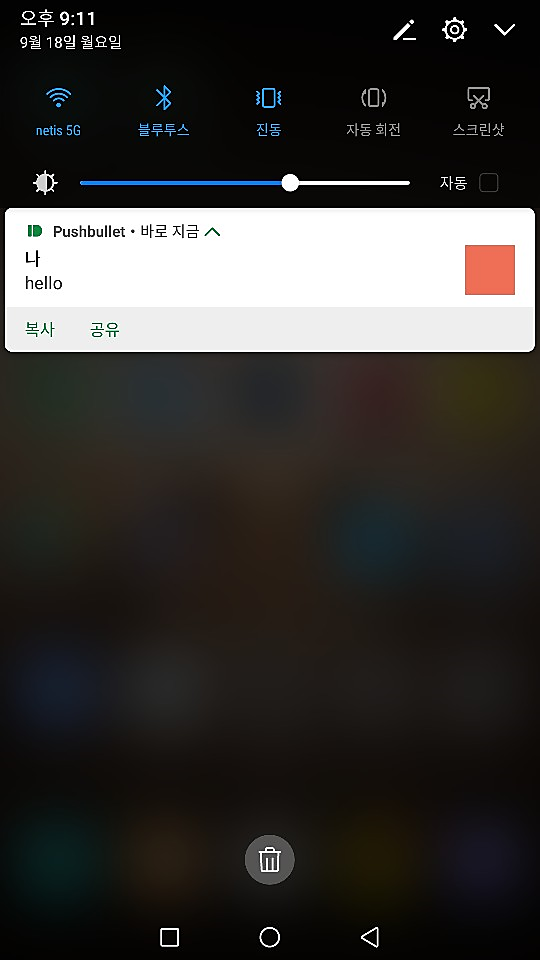 오후 9:11
9월 18일 월요일
netis 5G
블루투스
진동
자동 회전
스크린샷
자동
Pushbullet • 바로 지금
나
hello
복사
공유